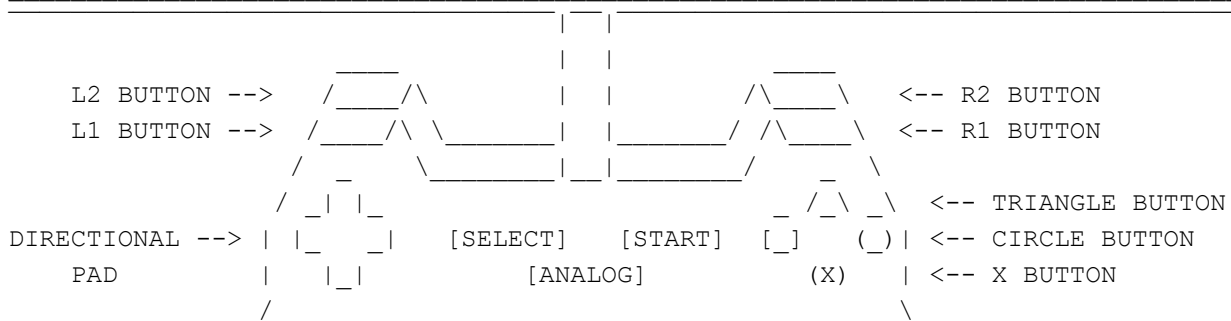 L2 BUTTON --> <-- R2 BUTTON
L1 BUTTON --> <-- R1 BUTTON
<-- TRIANGLE BUTTON
DIRECTIONAL --> [SELECT] [START] <-- CIRCLE BUTTON
PAD [ANALOG] (X) <-- X BUTTON